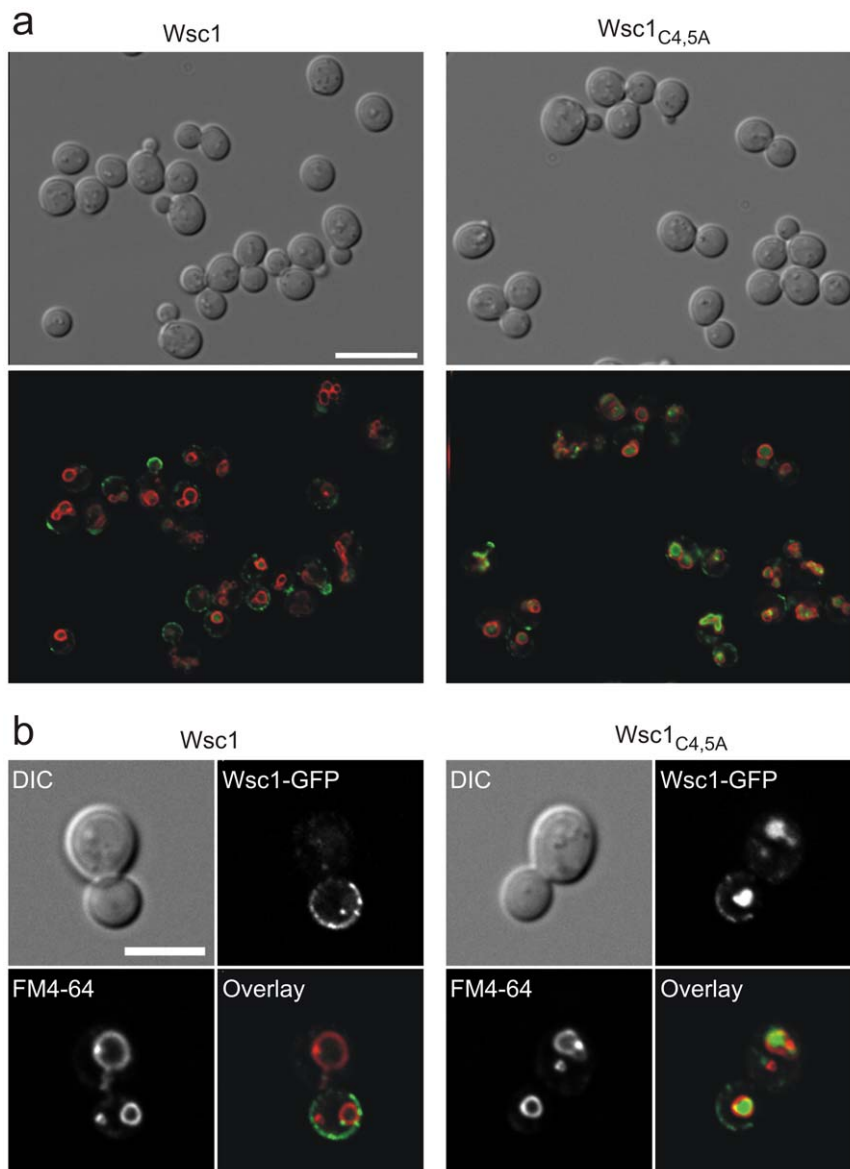 a
Wsc1
Wsc1C4,5A
b
Wsc1
Wsc1C4,5A
DIC
Wsc1-GFP
DIC
Wsc1-GFP
FM4-64
Overlay
FM4-64
Overlay